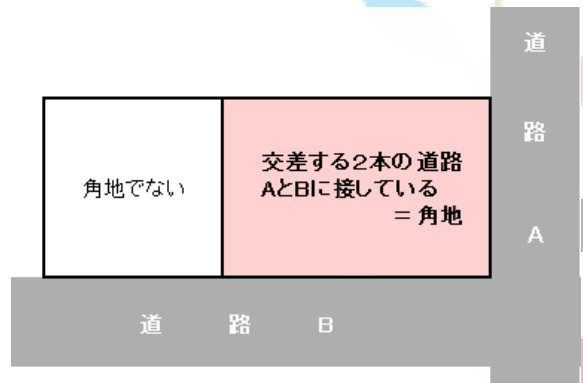 道
路
A
角地でない
交差する2本の道路
AとBに接している
＝角地
道 路 B